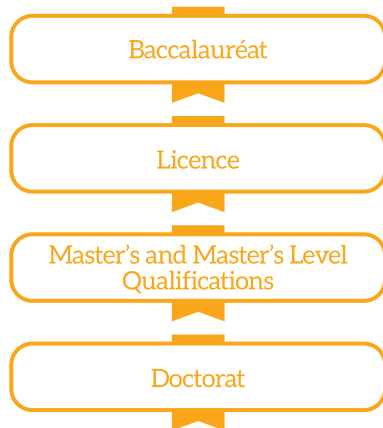 Baccalauréat
Licence
Master's and Master's Level
Qualifications
Doctorat